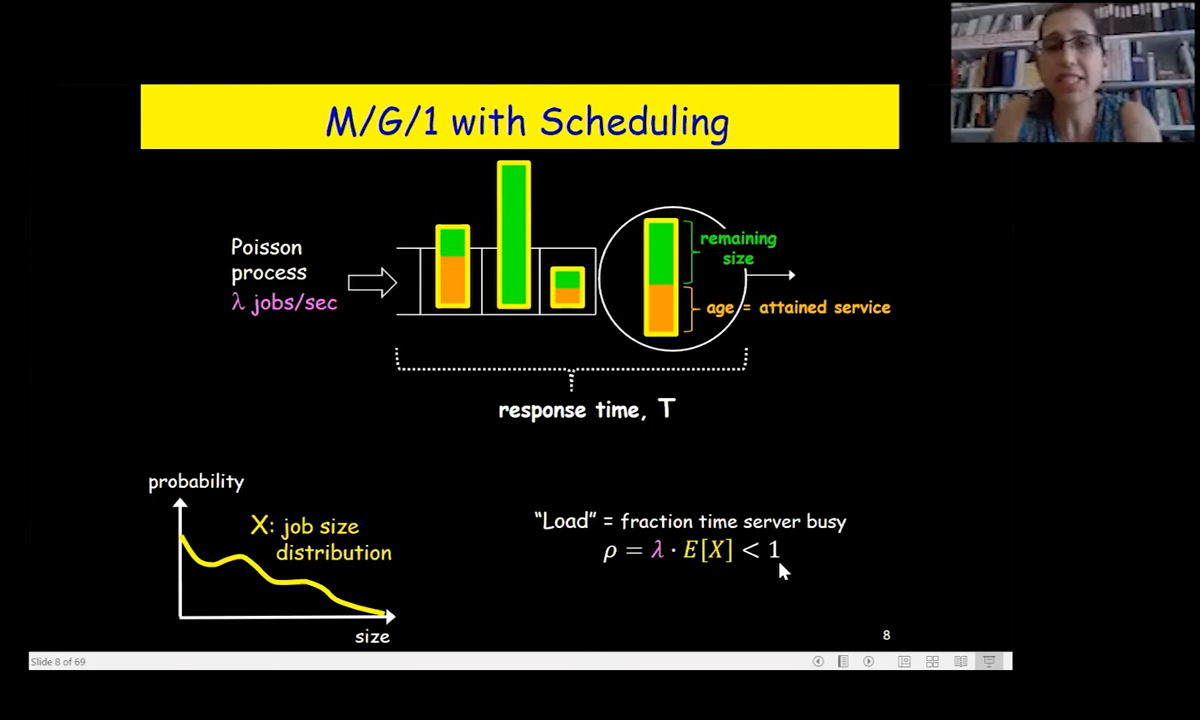 M/G/1 with Scheduling
Poisson
process
λ jobs/sec
remaining
size
age = attained service
response time, T
probability
X: job size
distribution
size
“Load” = fraction time server busy
ρ = λ · E[X] < 1
8
Slide 8 of 69